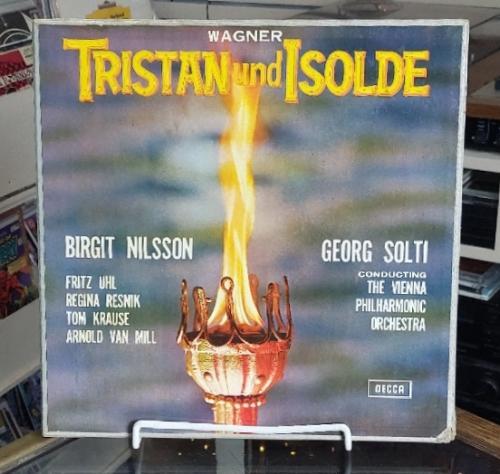 WAGNER
TRISTAN und ISOLDE
BIRGIT NILSSON
FRITZ UHL
REGINA RESNIK
TOM KRAUSE
ARNOLD VAN MILL
GEORG SOLTI
CONDUCTING
THE VIENNA
PHILHARMONIC
ORCHESTRA
DECCA